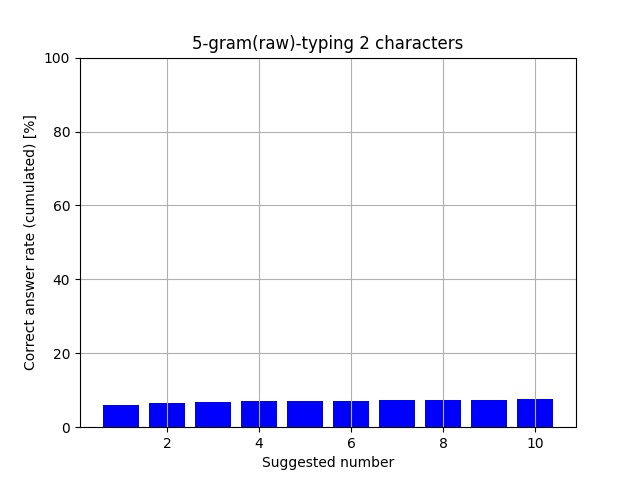 5-gram(raw)-typing 2 characters
100
80
60
40
20
0
Correct answer rate (cumulated) [%]
2 4 6 8 10
Suggested number